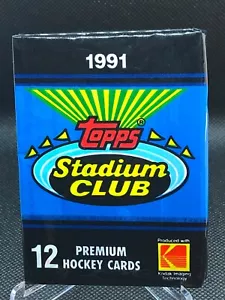 1991
Topps®
Stadium
CLUB
12 PREMIUM
HOCKEY CARDS
Produced with
Kodak Imaging
Technology